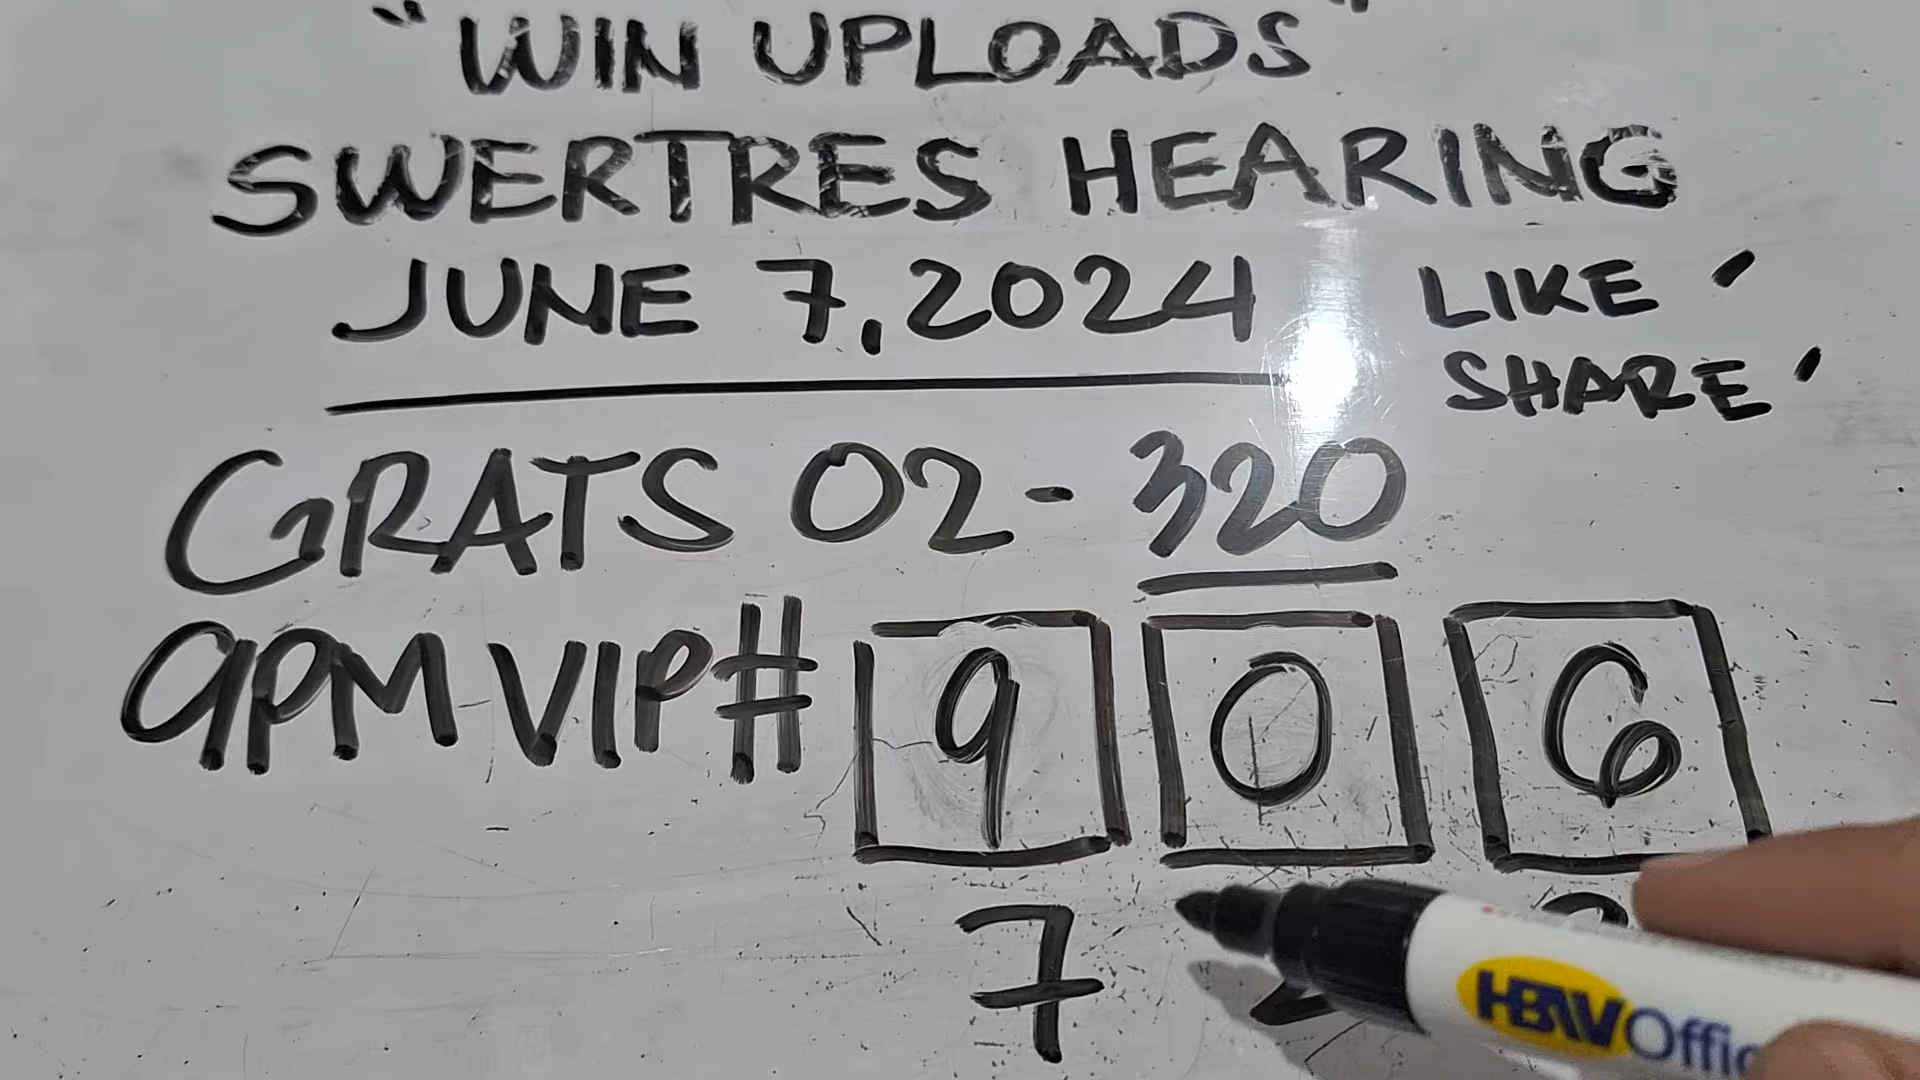 "WIN UPLOADS"
SWERTRES HEARING
JUNE 7, 2024
LIKE
SHARE
GRATS 02-320
9PM VIP# 9 0 6
7
HBW Offic